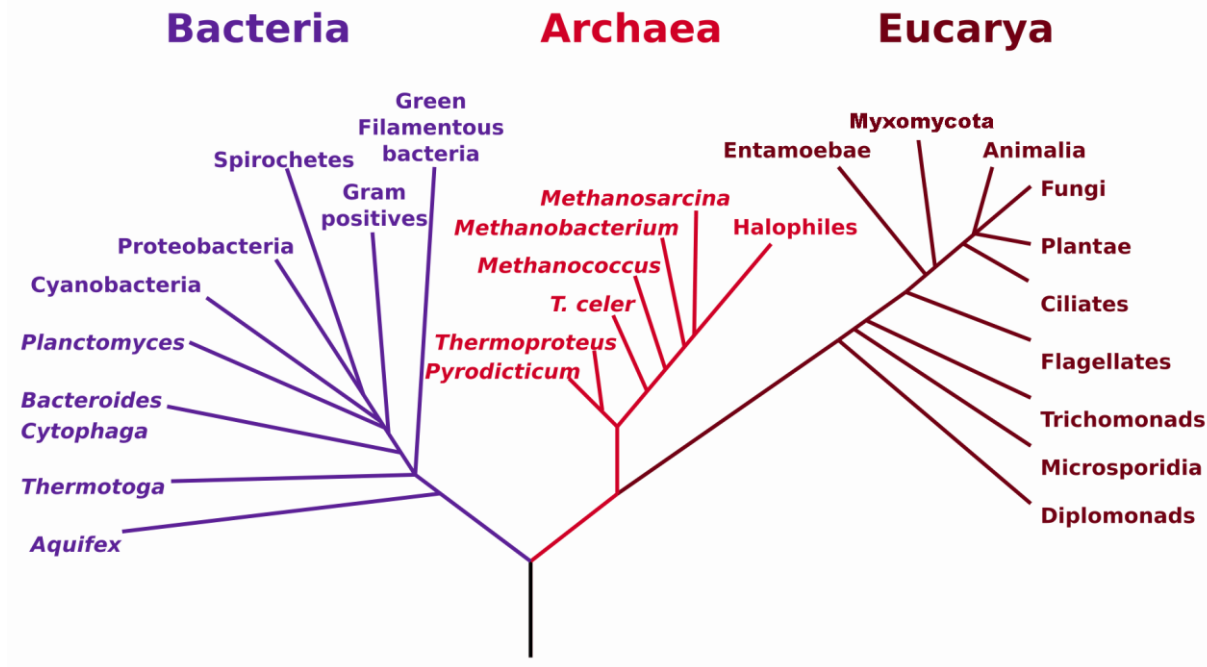 Bacteria
Archaea
Eucarya
Green
Filamentous
bacteria
Spirochetes
Gram
positives
Proteobacteria
Cyanobacteria
Planctomyces
Bacteroides
Cytophaga
Thermotoga
Aquifex
Methanosarcina
Methanobacterium
Halophiles
Methanococcus
T. celer
Thermoproteus
Pyrodicticum
Entamoebae
Myxomycota
Animalia
Fungi
Plantae
Ciliates
Flagellates
Trichomonads
Microsporidia
Diplomonads